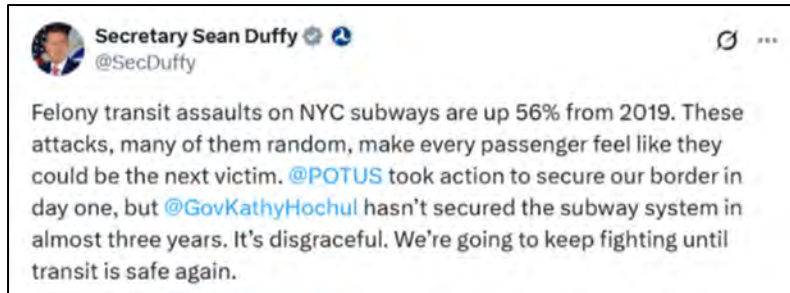 Secretary Sean Duffy
@SecDuffy
Felony transit assaults on NYC subways are up 56% from 2019. These
attacks, many of them random, make every passenger feel like they
could be the next victim. @POTUS took action to secure our border in
day one, but @GovKathyHochul hasn't secured the subway system in
almost three years. It's disgraceful. We're going to keep fighting until
transit is safe again.